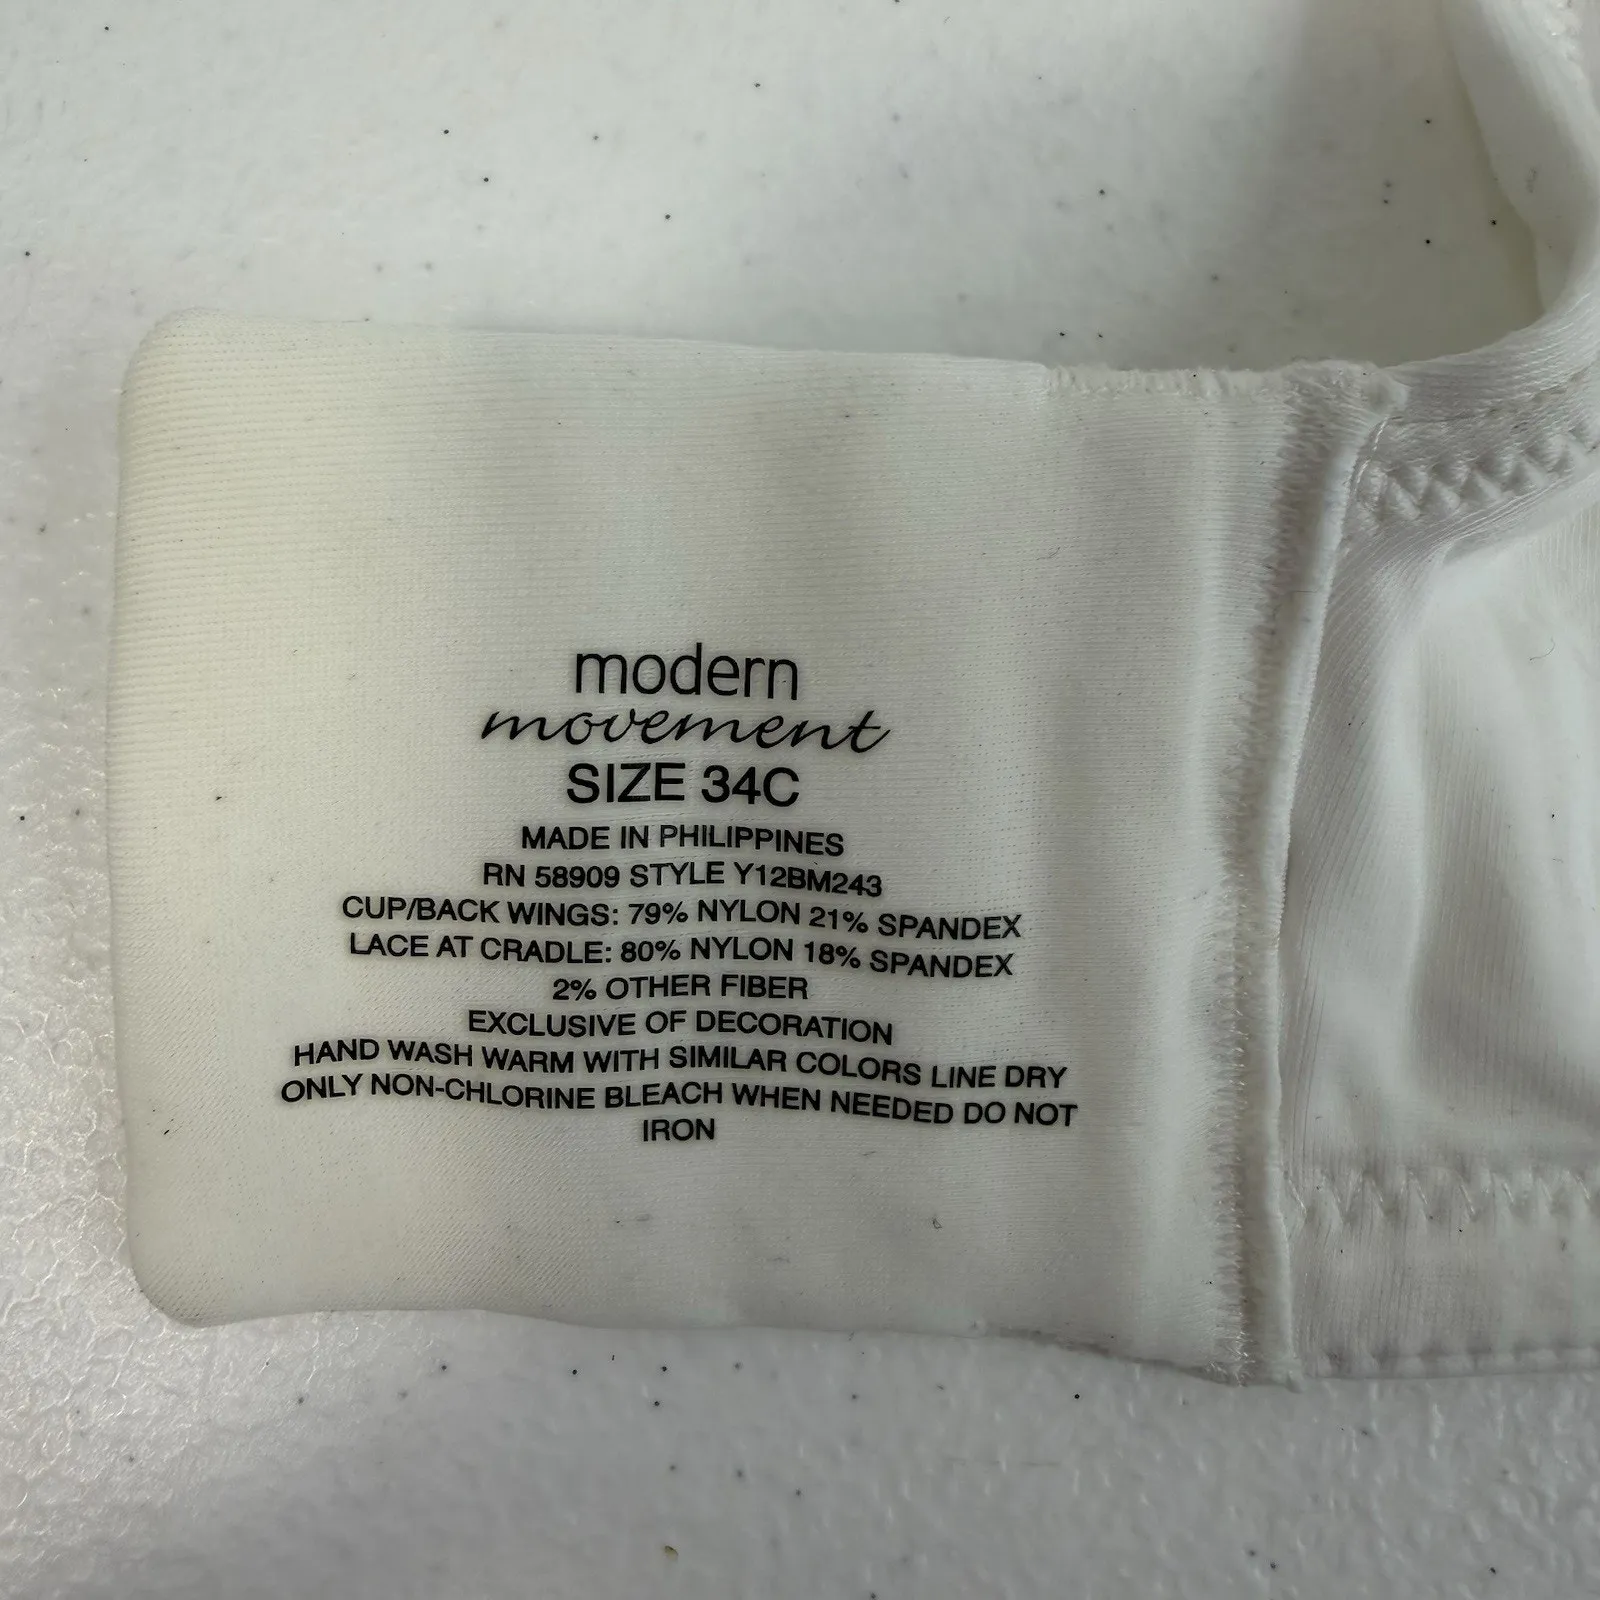 modern
movement
SIZE 34C
MADE IN PHILIPPINES
RN 58909 STYLE Y12BM243
CUP/BACK WINGS: 79% NYLON 21% SPANDEX
LACE AT CRADLE: 80% NYLON 18% SPANDEX
2% OTHER FIBER
EXCLUSIVE OF DECORATION
HAND WASH WARM WITH SIMILAR COLORS LINE DRY
ONLY NON-CHLORINE BLEACH WHEN NEEDED DO NOT
IRON